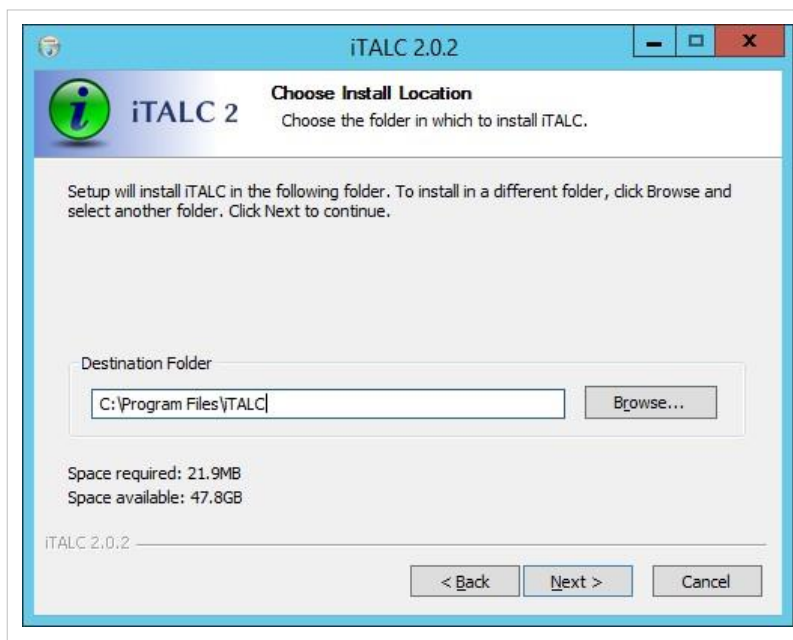 iTALC 2.0.2
iTALC 2
Choose Install Location
Choose the folder in which to install iTALC.
Setup will install iTALC in the following folder. To install in a different folder, click Browse and
select another folder. Click Next to continue.
Destination Folder
C:\Program Files\iTALC
Browse...
Space required: 21.9MB
Space available: 47.8GB
iTALC 2.0.2
< Back
Next >
Cancel